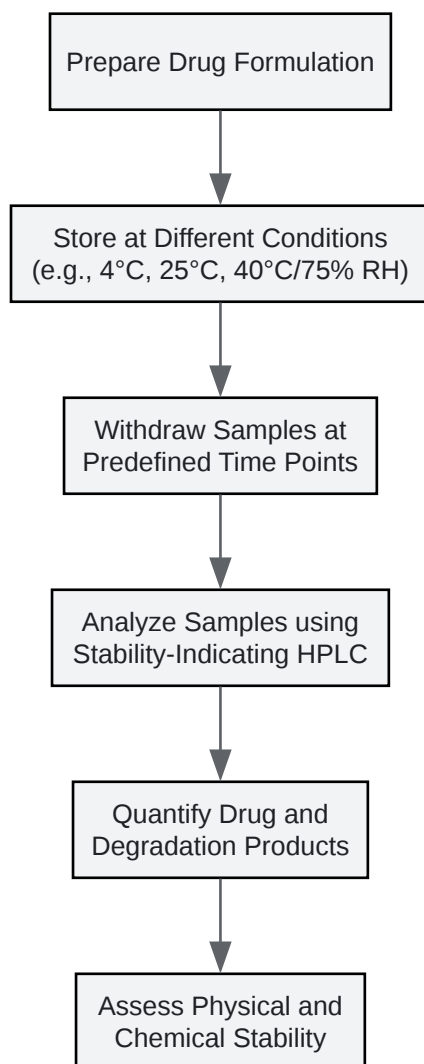 Prepare Drug Formulation
Store at Different Conditions
(e.g., 4°C, 25°C, 40°C/75% RH)
Withdraw Samples at
Predefined Time Points
Analyze Samples using
Stability-Indicating HPLC
Quantify Drug and
Degradation Products
Assess Physical and
Chemical Stability